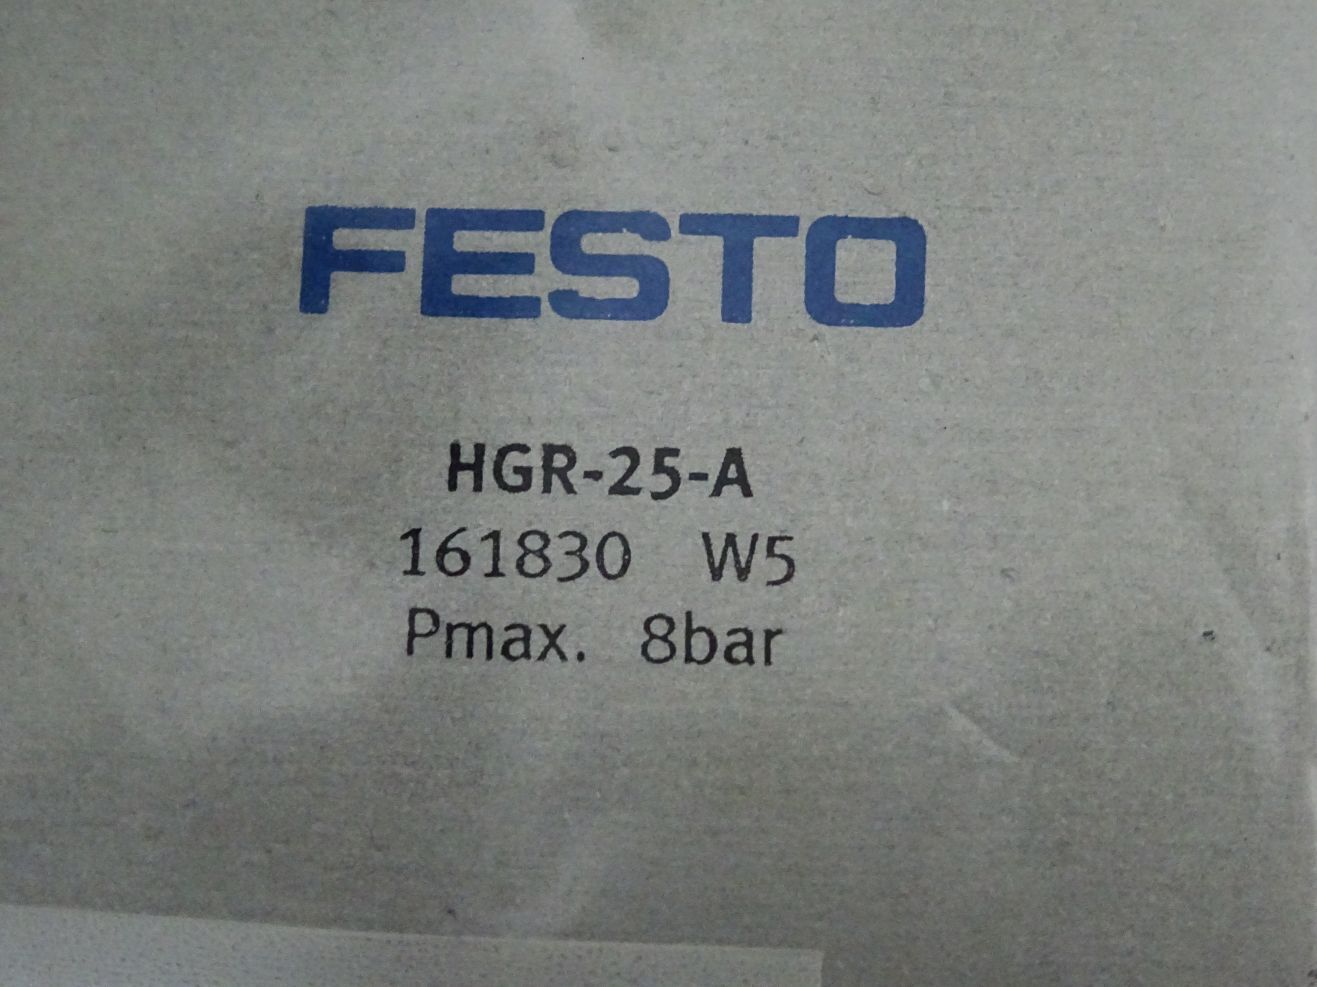 FESTO
HGR-25-A
161830 W5
Pmax. 8bar